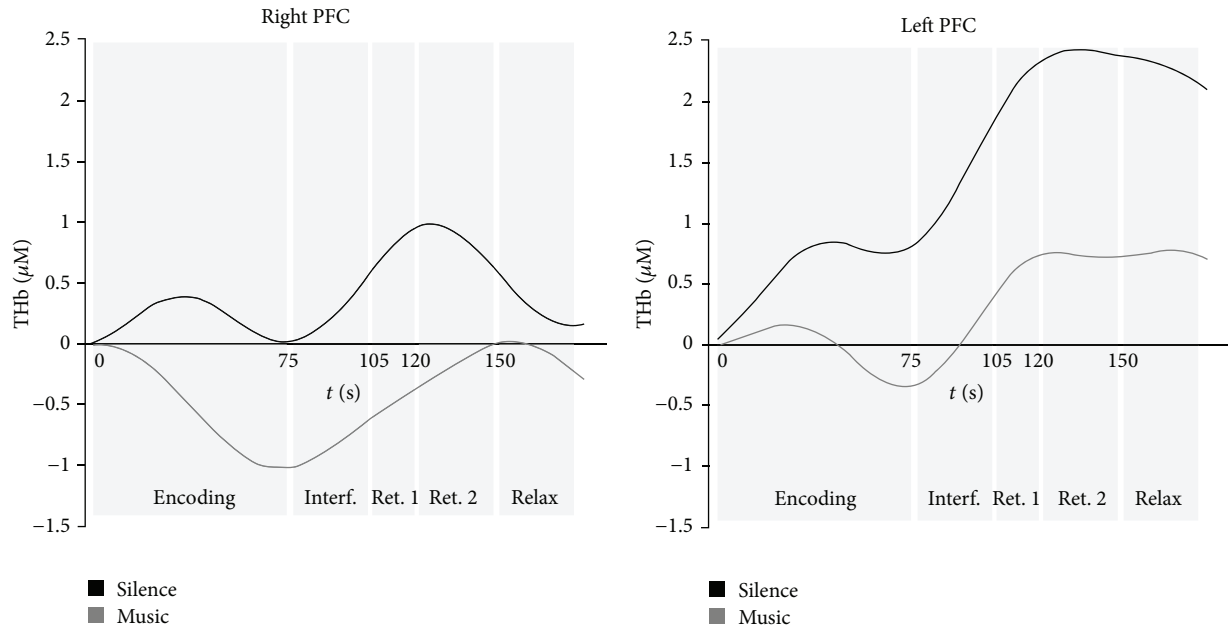 Right PFC
2.5
2
1.5
1
0.5
0
−0.5
−1
−1.5
THb (μM)
0 75 105 120 150
t (s)
Encoding Interf. Ret. 1 Ret. 2 Relax
Silence
Music
Left PFC
2.5
2
1.5
1
0.5
0
−0.5
−1
−1.5
THb (μM)
0 75 105 120 150
t (s)
Encoding Interf. Ret. 1 Ret. 2 Relax
Silence
Music